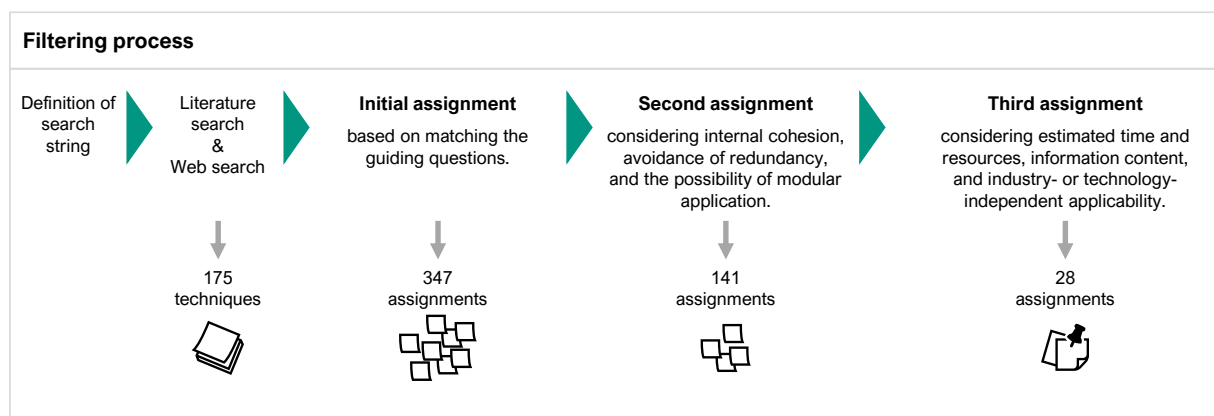 Filtering process
Definition of
search
string
Literature
search
&
Web search
Initial assignment
based on matching the
guiding questions.
Second assignment
considering internal cohesion,
avoidance of redundancy,
and the possibility of modular
application.
Third assignment
considering estimated time and
resources, information content,
and industry- or technology-
independent applicability.
175
techniques
347
assignments
141
assignments
28
assignments